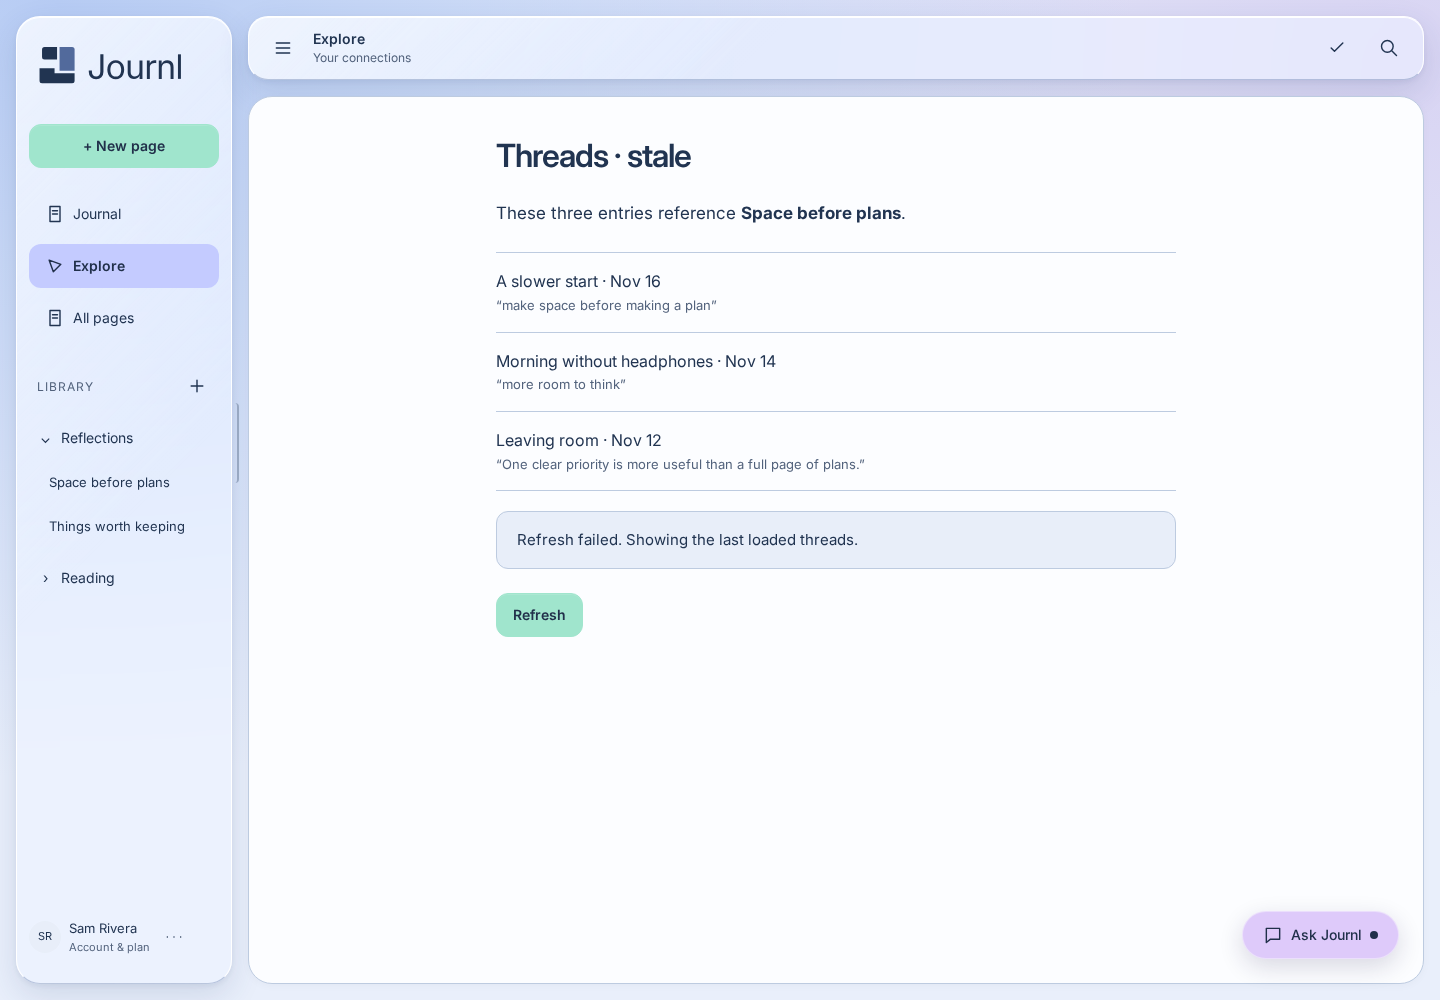 Journl
+ New page
Journal
Explore
All pages
LIBRARY
Reflections
Space before plans
Things worth keeping
Reading
SR
Sam Rivera
Account & plan
···
Explore
Your connections
Threads · stale
These three entries reference Space before plans.
A slower start · Nov 16
“make space before making a plan”
Morning without headphones · Nov 14
“more room to think”
Leaving room · Nov 12
“One clear priority is more useful than a full page of plans.”
Refresh failed. Showing the last loaded threads.
Refresh
Ask Journl